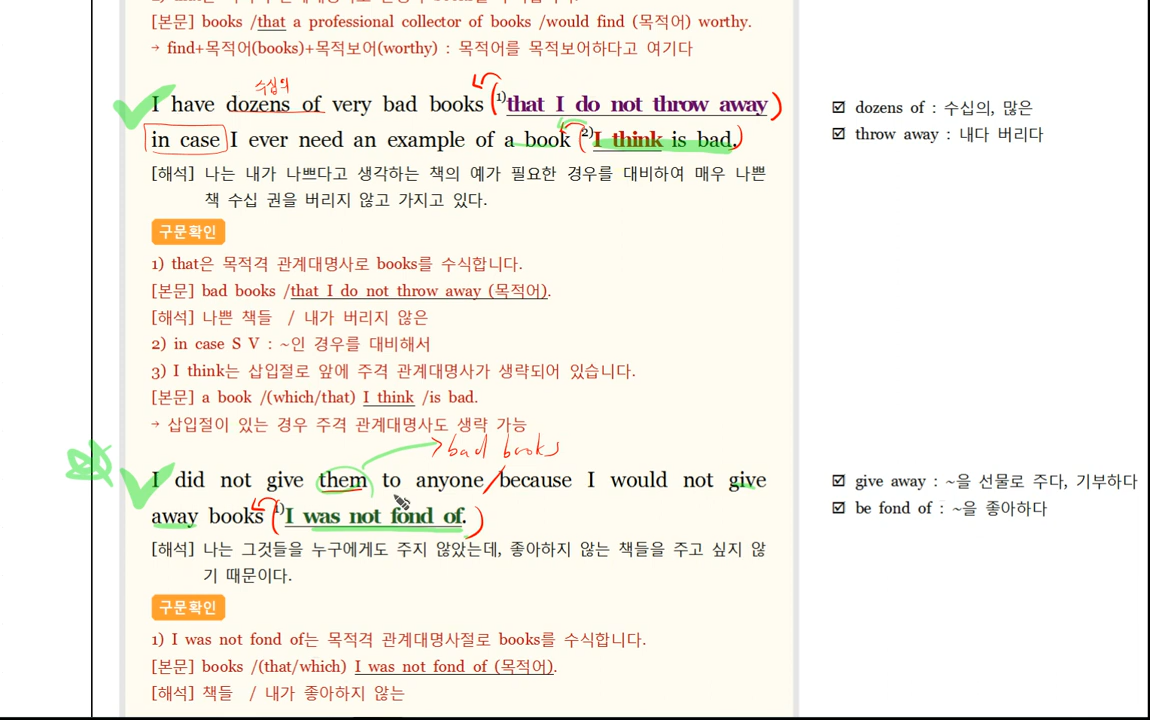 [본문] books /that a professional collector of books /would find (목적어) worthy.
→ find+목적어(books)+목적보어(worthy) : 목적어를 목적보어하다고 여기다
수십의
I have dozens of very bad books (1)that I do not throw away)
☑ dozens of : 수십의, 많은
in case I ever need an example of a book (2)I think is bad.)
☑ throw away : 내다 버리다
[해석] 나는 내가 나쁘다고 생각하는 책의 예가 필요한 경우를 대비하여 매우 나쁜
책 수십 권을 버리지 않고 가지고 있다.
구문확인
1) that은 목적격 관계대명사로 books를 수식합니다.
[본문] bad books /that I do not throw away (목적어).
[해석] 나쁜 책들 / 내가 버리지 않은
2) in case S V : ~인 경우를 대비해서
3) I think는 삽입절로 앞에 주격 관계대명사가 생략되어 있습니다.
[본문] a book /(which/that) I think /is bad.
→ 삽입절이 있는 경우 주격 관계대명사도 생략 가능
bad books
I did not give them to anyone/because I would not give
☑ give away : ~을 선물로 주다, 기부하다
away books (1)I was not fond of.)
☑ be fond of : ~을 좋아하다
[해석] 나는 그것들을 누구에게도 주지 않았는데, 좋아하지 않는 책들을 주고 싶지 않
기 때문이다.
구문확인
1) I was not fond of는 목적격 관계대명사절로 books를 수식합니다.
[본문] books /(that/which) I was not fond of (목적어).
[해석] 책들 / 내가 좋아하지 않는